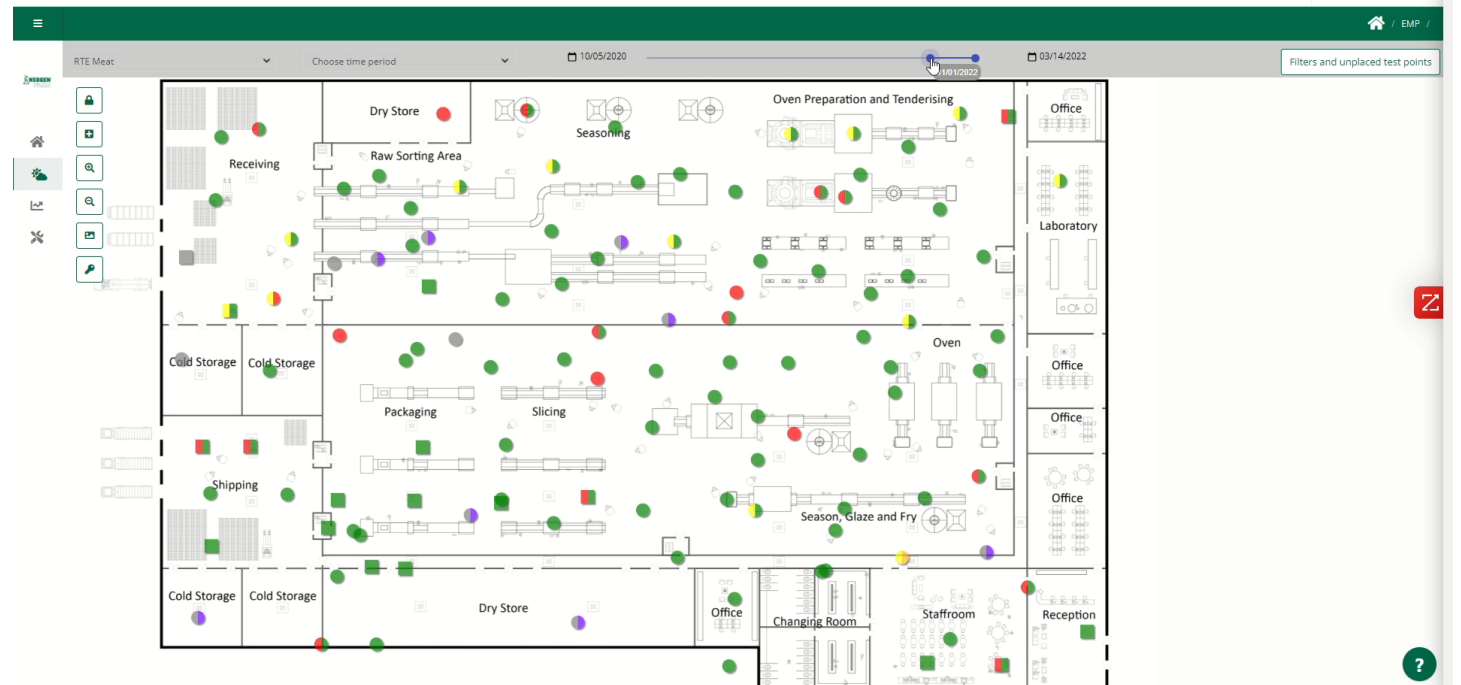 / EMP /
RTE Meat
Choose time period
10/05/2020
1/01/2022
03/14/2022
Filters and unplaced test points
NEOGEN
Dry Store
Seasoning
Oven Preparation and Tenderising
Office
Receiving
Raw Sorting Area
Laboratory
Cold Storage
Cold Storage
Oven
Office
Packaging
Slicing
Office
Shipping
Office
Season, Glaze and Fry
Cold Storage
Cold Storage
Dry Store
Office
Changing Room
Staffroom
Reception
?